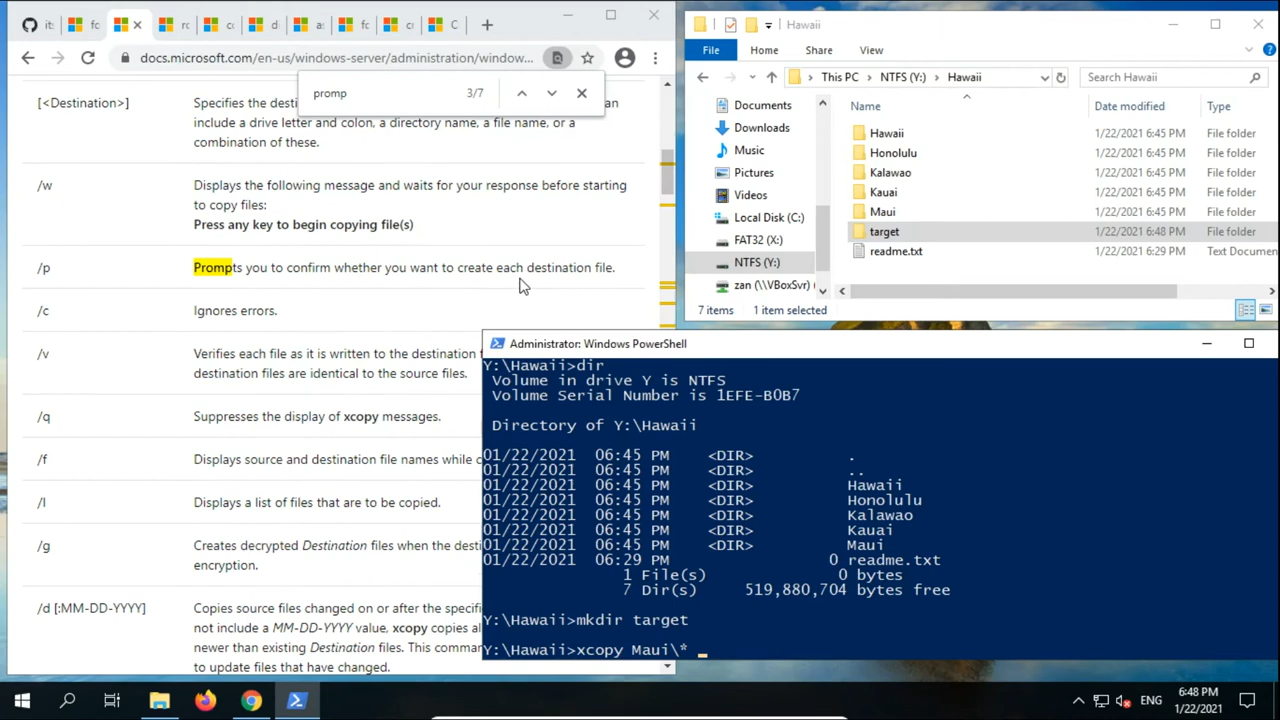 its
fo
ro
co
di
as
fo
co
C
docs.microsoft.com/en-us/windows-server/administration/window...
promp
3/7
[<Destination>]
Specifies the desti
an
include a drive letter and colon, a directory name, a file name, or a
combination of these.
/w
Displays the following message and waits for your response before starting
to copy files:
Press any key to begin copying file(s)
/p
Prompts you to confirm whether you want to create each destination file.
/c
Ignores errors.
/v
Verifies each file as it is written to the destination
destination files are identical to the source files.
/q
Suppresses the display of xcopy messages.
/f
Displays source and destination file names while c
/l
Displays a list of files that are to be copied.
/g
Creates decrypted Destination files when the desti
encryption.
/d [:MM-DD-YYYY]
Copies source files changed on or after the specifi
not include a MM-DD-YYYY value, xcopy copies al
newer than existing Destination files. This comman
to update files that have changed.
Hawaii
File
Home
Share
View
This PC
NTFS (Y:)
Hawaii
Search Hawaii
Documents
Downloads
Music
Pictures
Videos
Local Disk (C:)
FAT32 (X:)
NTFS (Y:)
zan (\\VBoxSvr) (
Name
Date modified
Type
Hawaii 1/22/2021 6:45 PM File folder
Honolulu 1/22/2021 6:45 PM File folder
Kalawao 1/22/2021 6:45 PM File folder
Kauai 1/22/2021 6:45 PM File folder
Maui 1/22/2021 6:45 PM File folder
target 1/22/2021 6:48 PM File folder
readme.txt 1/22/2021 6:29 PM Text Documen
7 items
1 item selected
Administrator: Windows PowerShell
Y:\Hawaii>dir
Volume in drive Y is NTFS
Volume Serial Number is 1EFE-B0B7
Directory of Y:\Hawaii
01/22/2021 06:45 PM <DIR> .
01/22/2021 06:45 PM <DIR> ..
01/22/2021 06:45 PM <DIR> Hawaii
01/22/2021 06:45 PM <DIR> Honolulu
01/22/2021 06:45 PM <DIR> Kalawao
01/22/2021 06:45 PM <DIR> Kauai
01/22/2021 06:45 PM <DIR> Maui
01/22/2021 06:29 PM 0 readme.txt
1 File(s) 0 bytes
7 Dir(s) 519,880,704 bytes free
Y:\Hawaii>mkdir target
Y:\Hawaii>xcopy Maui\* _
ENG
6:48 PM
1/22/2021